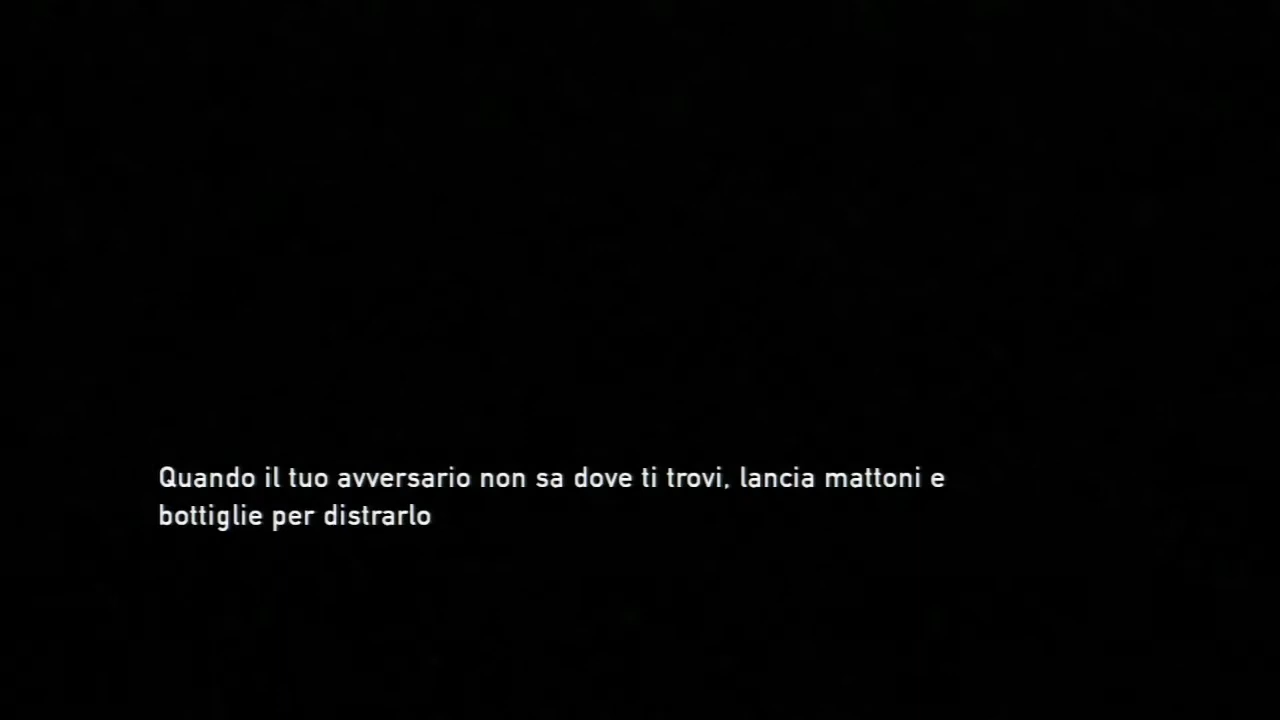 Quando il tuo avversario non sa dove ti trovi, lancia mattoni e
bottiglie per distrarlo